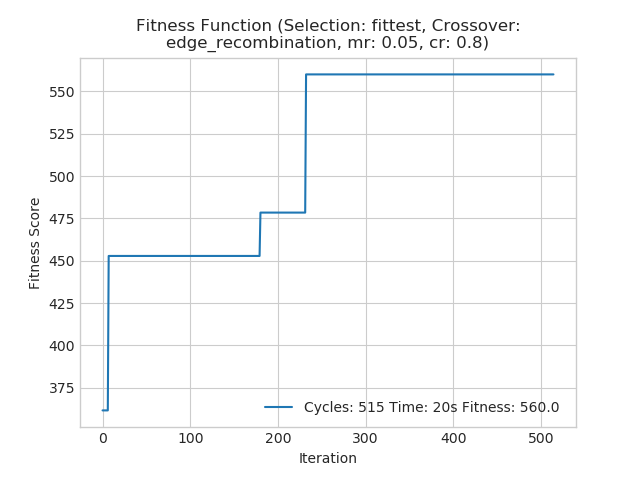 Fitness Function (Selection: fittest, Crossover:
edge_recombination, mr: 0.05, cr: 0.8)
Fitness Score
550
525
500
475
450
425
400
375
Cycles: 515 Time: 20s Fitness: 560.0
0 100 200 300 400 500
Iteration